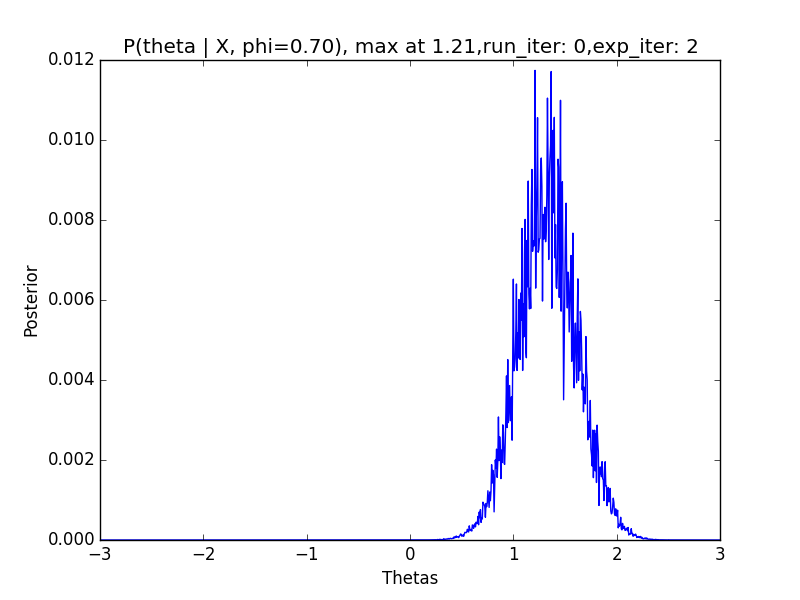 P(theta | X, phi=0.70), max at 1.21,run_iter: 0,exp_iter: 2
0.012
0.010
0.008
0.006
0.004
0.002
0.000
Posterior
−3 −2 −1 0 1 2 3
Thetas